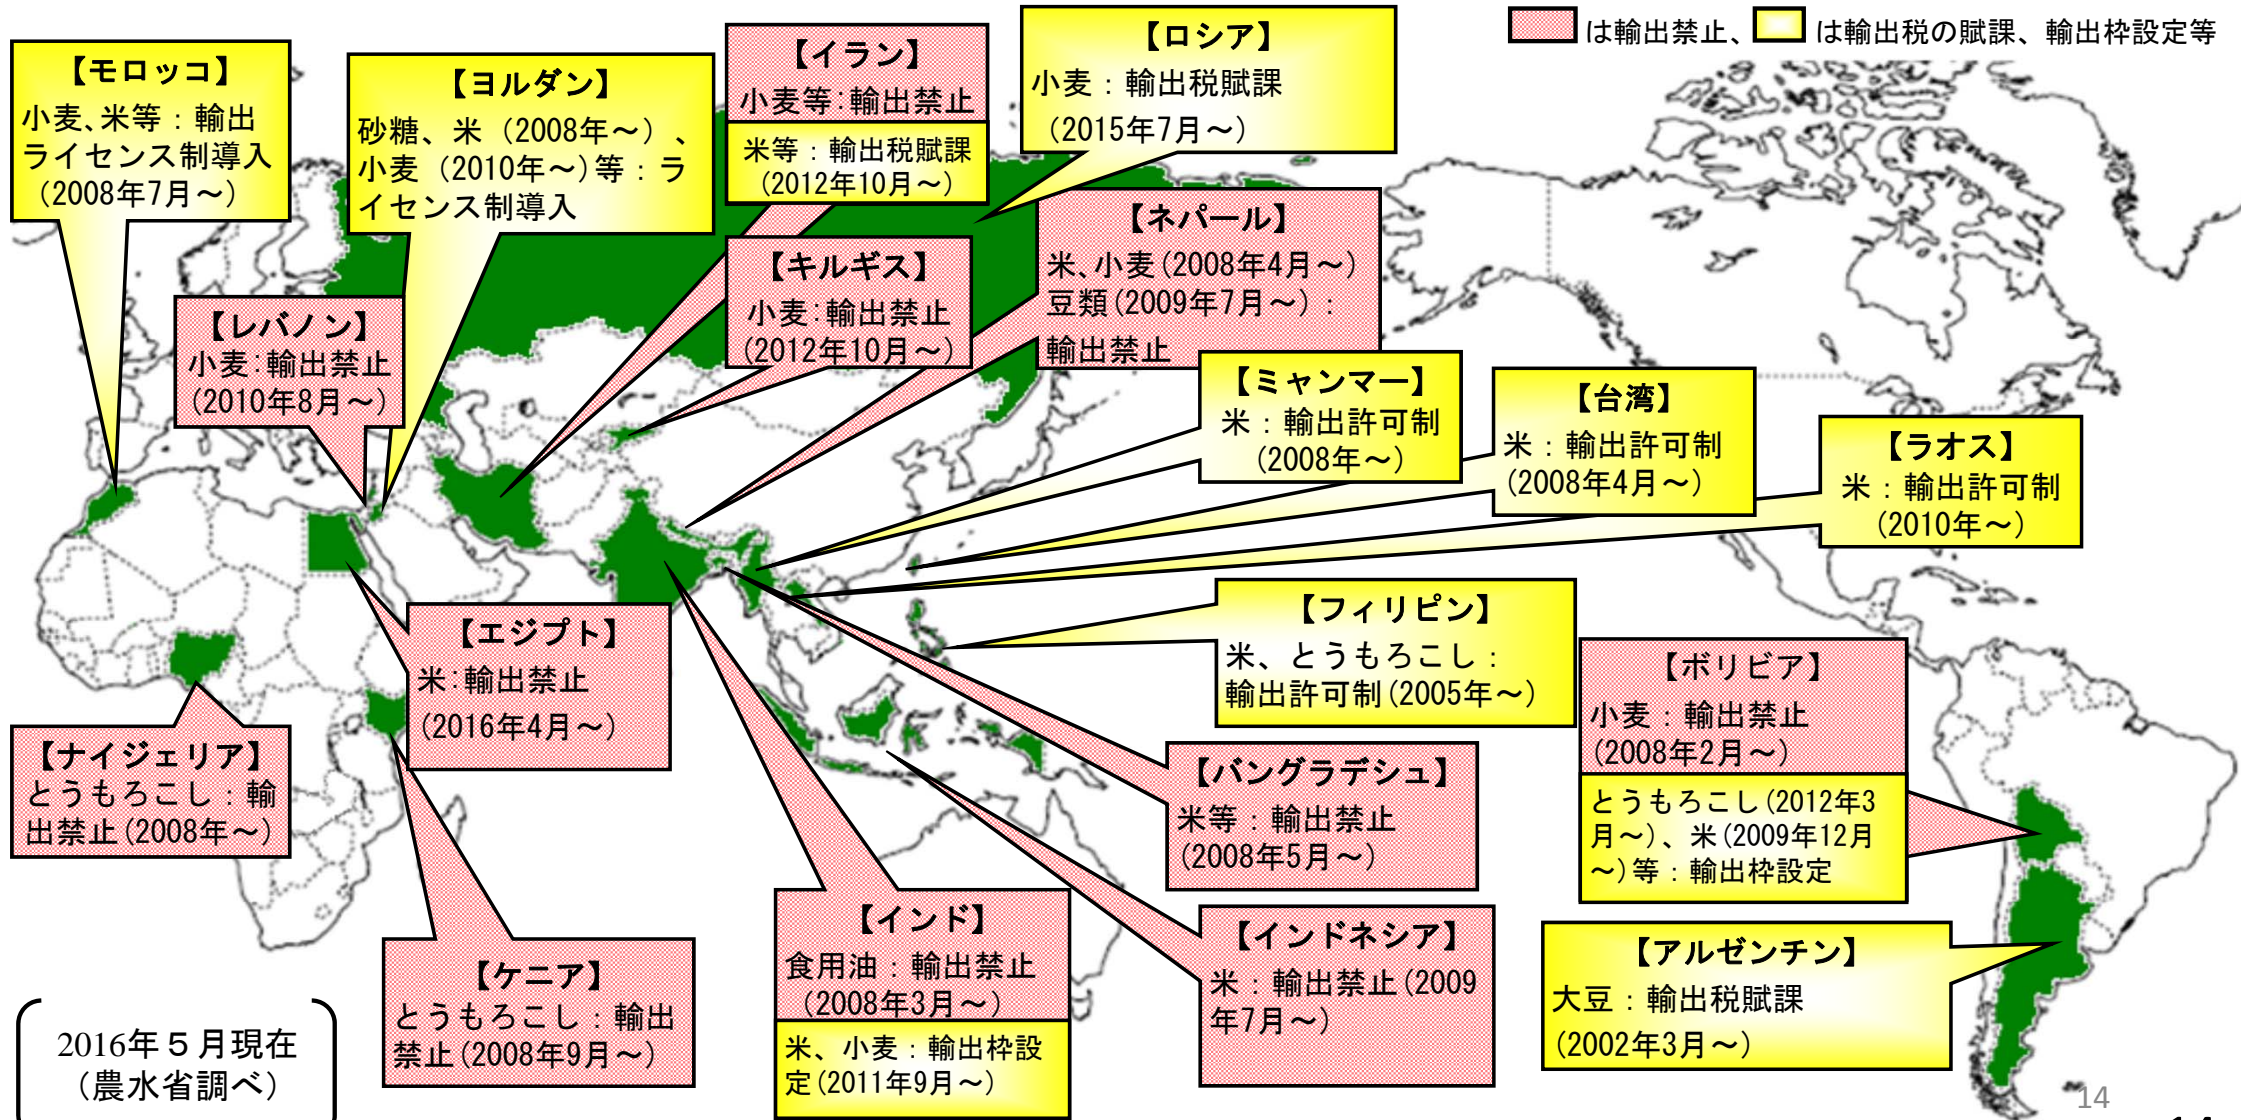 は輸出禁止、 は輸出税の賦課、輸出枠設定等
【モロッコ】
小麦、米等：輸出
ライセンス制導入
（2008年7月～）
【ヨルダン】
砂糖、米（2008年～）、
小麦（2010年～）等：ラ
イセンス制導入
【イラン】
小麦等：輸出禁止
米等：輸出税賦課
（2012年10月～）
【ロシア】
小麦：輸出税賦課
（2015年7月～）
【レバノン】
小麦：輸出禁止
（2010年8月～）
【キルギス】
小麦：輸出禁止
（2012年10月～）
【ネパール】
米、小麦（2008年4月～）
豆類（2009年7月～）：
輸出禁止
【ミャンマー】
米：輸出許可制
（2008年～）
【台湾】
米：輸出許可制
（2008年4月～）
【ラオス】
米：輸出許可制
（2010年～）
【エジプト】
米：輸出禁止
（2016年4月～）
【フィリピン】
米、とうもろこし：
輸出許可制（2005年～）
【ボリビア】
小麦：輸出禁止
（2008年2月～）
とうもろこし（2012年3
月～）、米（2009年12月
～）等：輸出枠設定
【ナイジェリア】
とうもろこし：輸
出禁止（2008年～）
【バングラデシュ】
米等：輸出禁止
（2008年5月～）
【ケニア】
とうもろこし：輸出
禁止（2008年9月～）
【インド】
食用油：輸出禁止
（2008年3月～）
米、小麦：輸出枠設
定（2011年9月～）
【インドネシア】
米：輸出禁止（2009
年7月～）
【アルゼンチン】
大豆：輸出税賦課
（2002年3月～）
2016年５月現在
（農水省調べ）
14